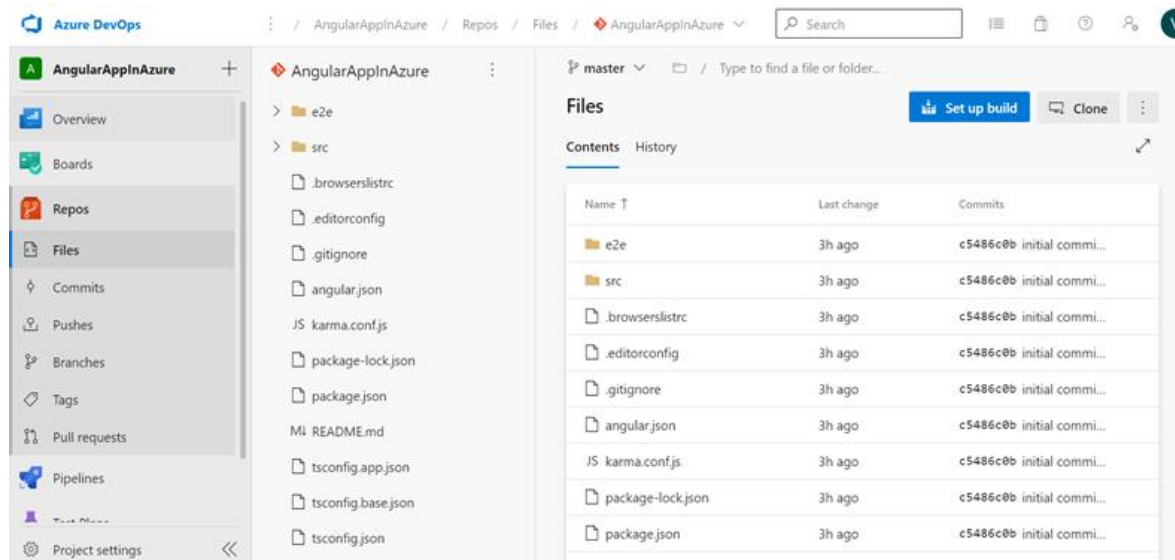 Azure DevOps
/ AngularAppInAzure / Repos / Files / AngularAppInAzure
Search
A AngularAppInAzure
Overview
Boards
Repos
Files
Commits
Pushes
Branches
Tags
Pull requests
Pipelines
Test Plans
Project settings
AngularAppInAzure
e2e
src
.browserslistrc
.editorconfig
.gitignore
angular.json
JS karma.conf.js
package-lock.json
package.json
M↓ README.md
tsconfig.app.json
tsconfig.base.json
tsconfig.json
master / Type to find a file or folder...
Files
Set up build
Clone
Contents History
Name ↑ Last change Commits
e2e 3h ago c5486c0b initial commi...
src 3h ago c5486c0b initial commi...
.browserslistrc 3h ago c5486c0b initial commi...
.editorconfig 3h ago c5486c0b initial commi...
.gitignore 3h ago c5486c0b initial commi...
angular.json 3h ago c5486c0b initial commi...
JS karma.conf.js 3h ago c5486c0b initial commi...
package-lock.json 3h ago c5486c0b initial commi...
package.json 3h ago c5486c0b initial commi...